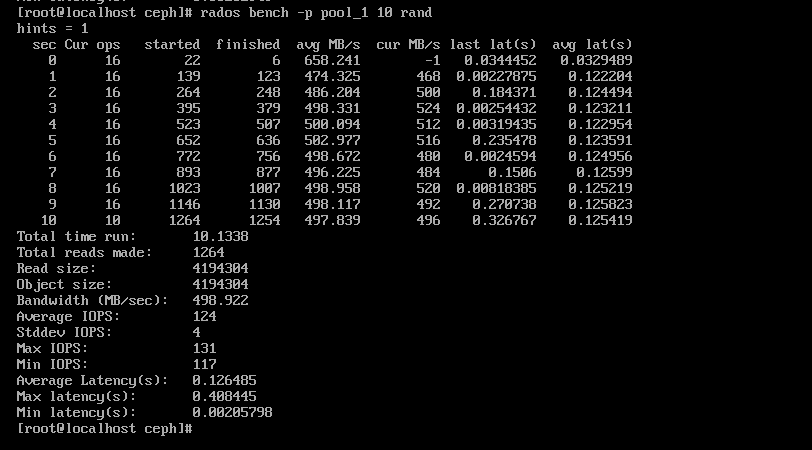 [root@localhost ceph]# rados bench -p pool_1 10 rand
hints = 1
sec Cur ops started finished avg MB/s cur MB/s last lat(s) avg lat(s)
0 16 22 6 658.241 -1 0.0344452 0.0329489
1 16 139 123 474.325 468 0.00227875 0.122204
2 16 264 248 486.204 500 0.184371 0.124494
3 16 395 379 498.331 524 0.00254432 0.123211
4 16 523 507 500.094 512 0.00319435 0.122954
5 16 652 636 502.977 516 0.235478 0.123591
6 16 772 756 498.672 480 0.0024594 0.124956
7 16 893 877 496.225 484 0.1506 0.12599
8 16 1023 1007 498.958 520 0.00818385 0.125219
9 16 1146 1130 498.117 492 0.270738 0.125823
10 10 1264 1254 497.839 496 0.326767 0.125419
Total time run: 10.1338
Total reads made: 1264
Read size: 4194304
Object size: 4194304
Bandwidth (MB/sec): 498.922
Average IOPS: 124
Stddev IOPS: 4
Max IOPS: 131
Min IOPS: 117
Average Latency(s): 0.126485
Max latency(s): 0.408445
Min latency(s): 0.00205798
[root@localhost ceph]#